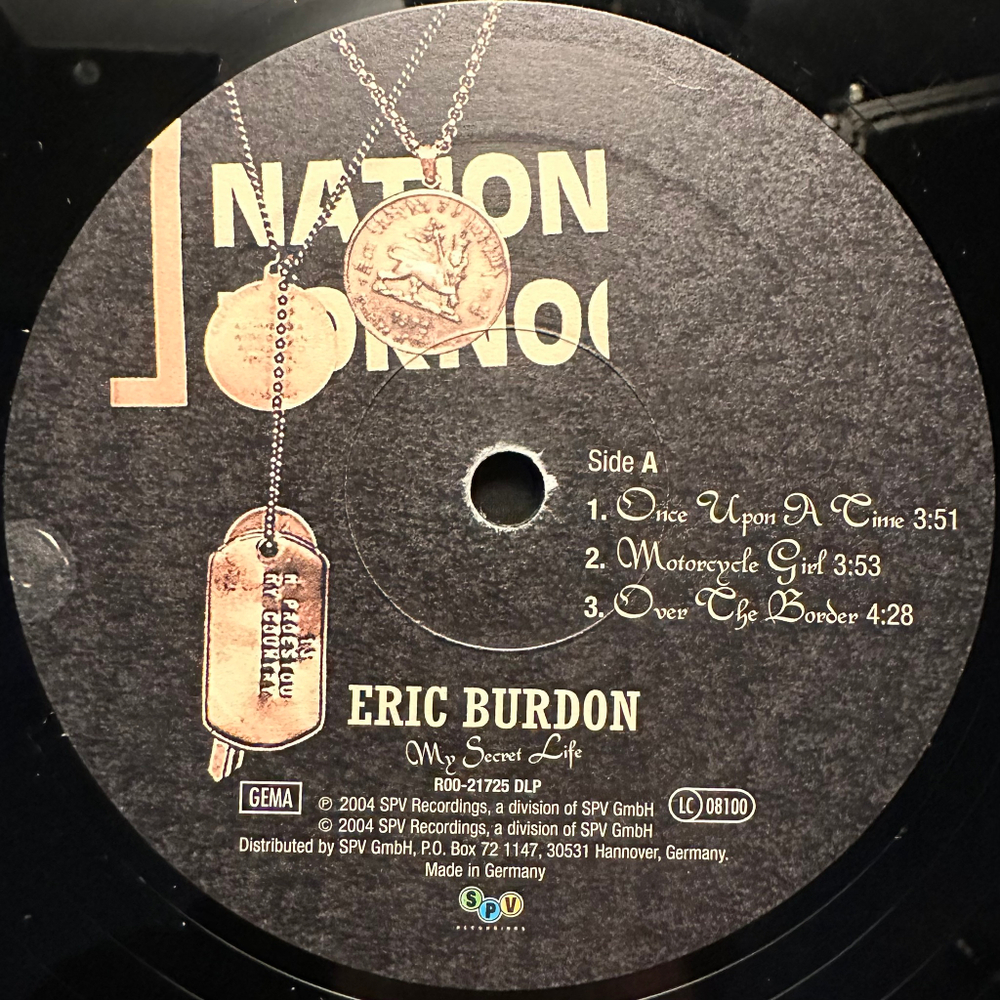 NATION
Side A
1. Once Upon A Time 3:51
2. Motorcycle Girl 3:53
3. Over The Border 4:28
ERIC BURDON
My Secret Life
R00-21725 DLP
GEMA
℗ 2004 SPV Recordings, a division of SPV GmbH
LC 08100
© 2004 SPV Recordings, a division of SPV GmbH
Distributed by SPV GmbH, P.O. Box 72 1147, 30531 Hannover, Germany.
Made in Germany
SPV
RECORDINGS